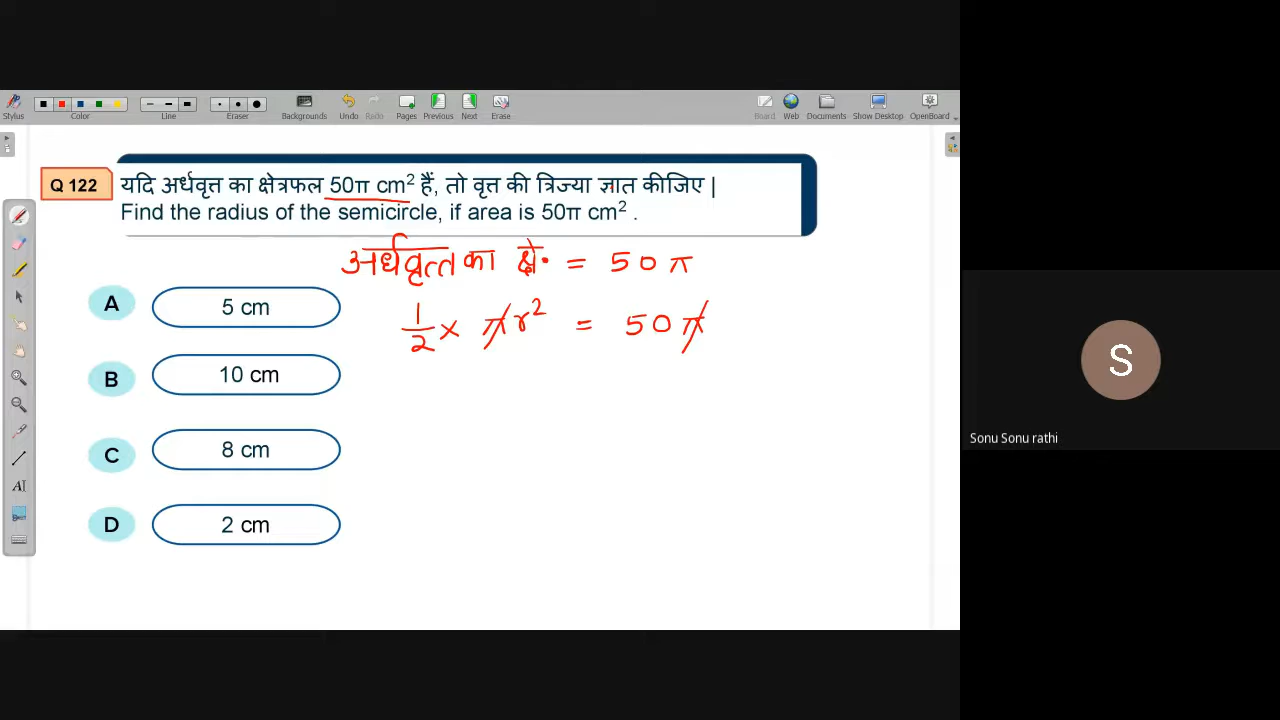 Stylus
Color
Line
Eraser
Backgrounds
Undo
Redo
Pages
Previous
Next
Erase
Board
Web
Documents
Show Desktop
OpenBoard
Q 122
यदि अर्धवृत्त का क्षेत्रफल 50π cm² हैं, तो वृत्त की त्रिज्या ज्ञात कीजिए |
Find the radius of the semicircle, if area is 50π cm² .
अर्धवृत्त का क्षे॰ = 50 π
1/2 × πr² = 50π
A 5 cm
B 10 cm
C 8 cm
D 2 cm
S
Sonu Sonu rathi